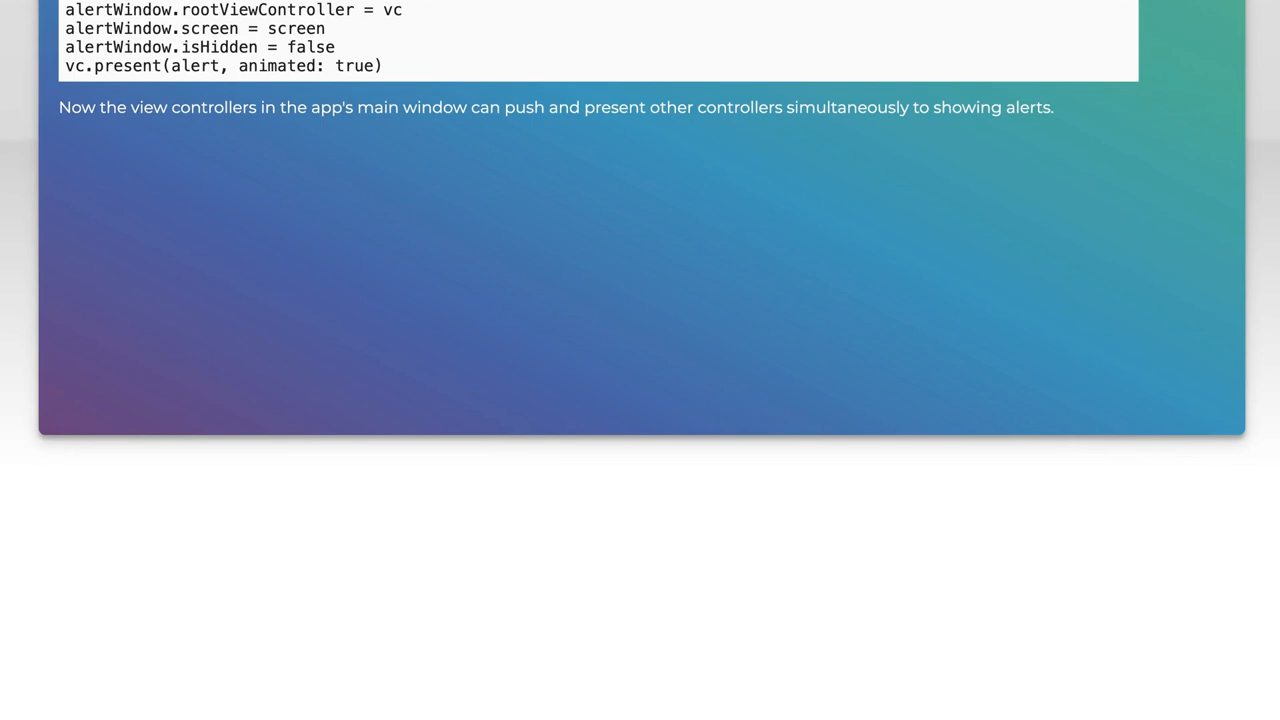 alertWindow.rootViewController = vc
alertWindow.screen = screen
alertWindow.isHidden = false
vc.present(alert, animated: true)
Now the view controllers in the app's main window can push and present other controllers simultaneously to showing alerts.